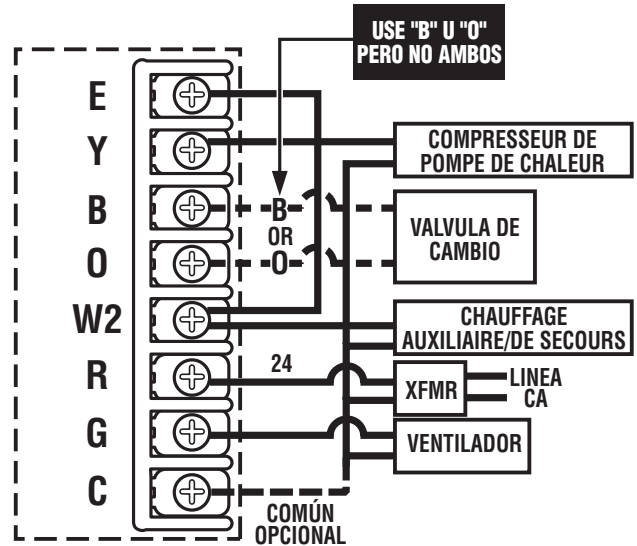 USE "B" U "O"
PERO NO AMBOS
E
Y
B
O
W2
R
G
C
B
OR
O
24
COMÚN
OPCIONAL
COMPRESSEUR DE
POMPE DE CHALEUR
VALVULA DE
CAMBIO
CHAUFFAGE
AUXILIAIRE/DE SECOURS
XFMR
LINEA
CA
VENTILADOR